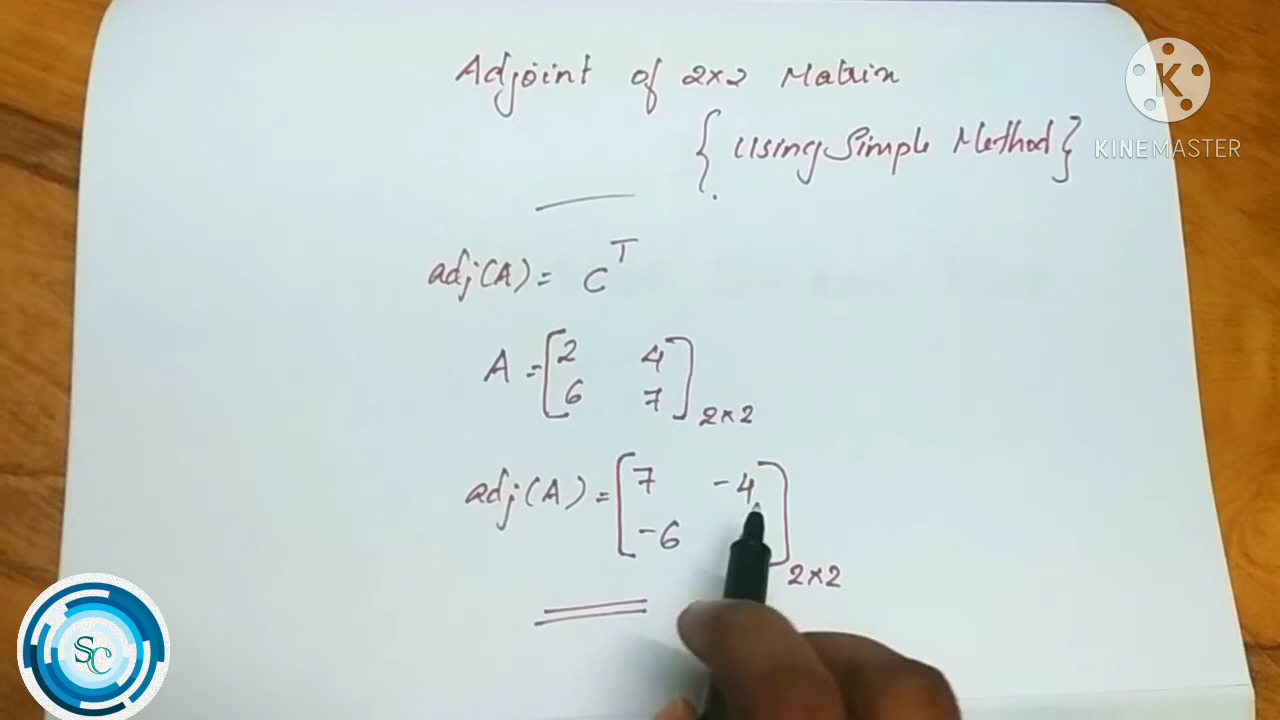 Adjoint of 2×2 Matrix
{Using Simple Method}
KINEMASTER
adj(A) = C^T
A = [2 4
6 7] 2×2
adj(A) = [7 -4
-6 ] 2×2
SC